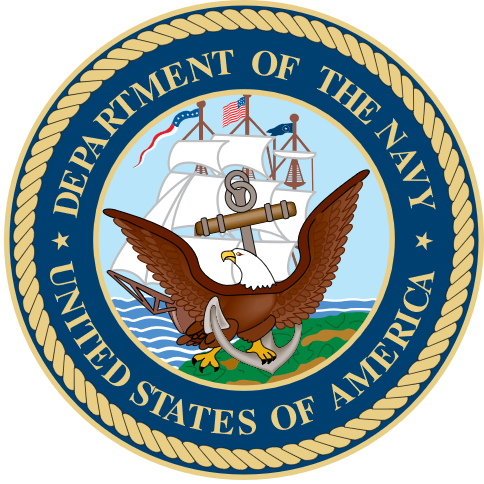 DEPARTMENT OF THE NAVY
UNITED STATES OF AMERICA